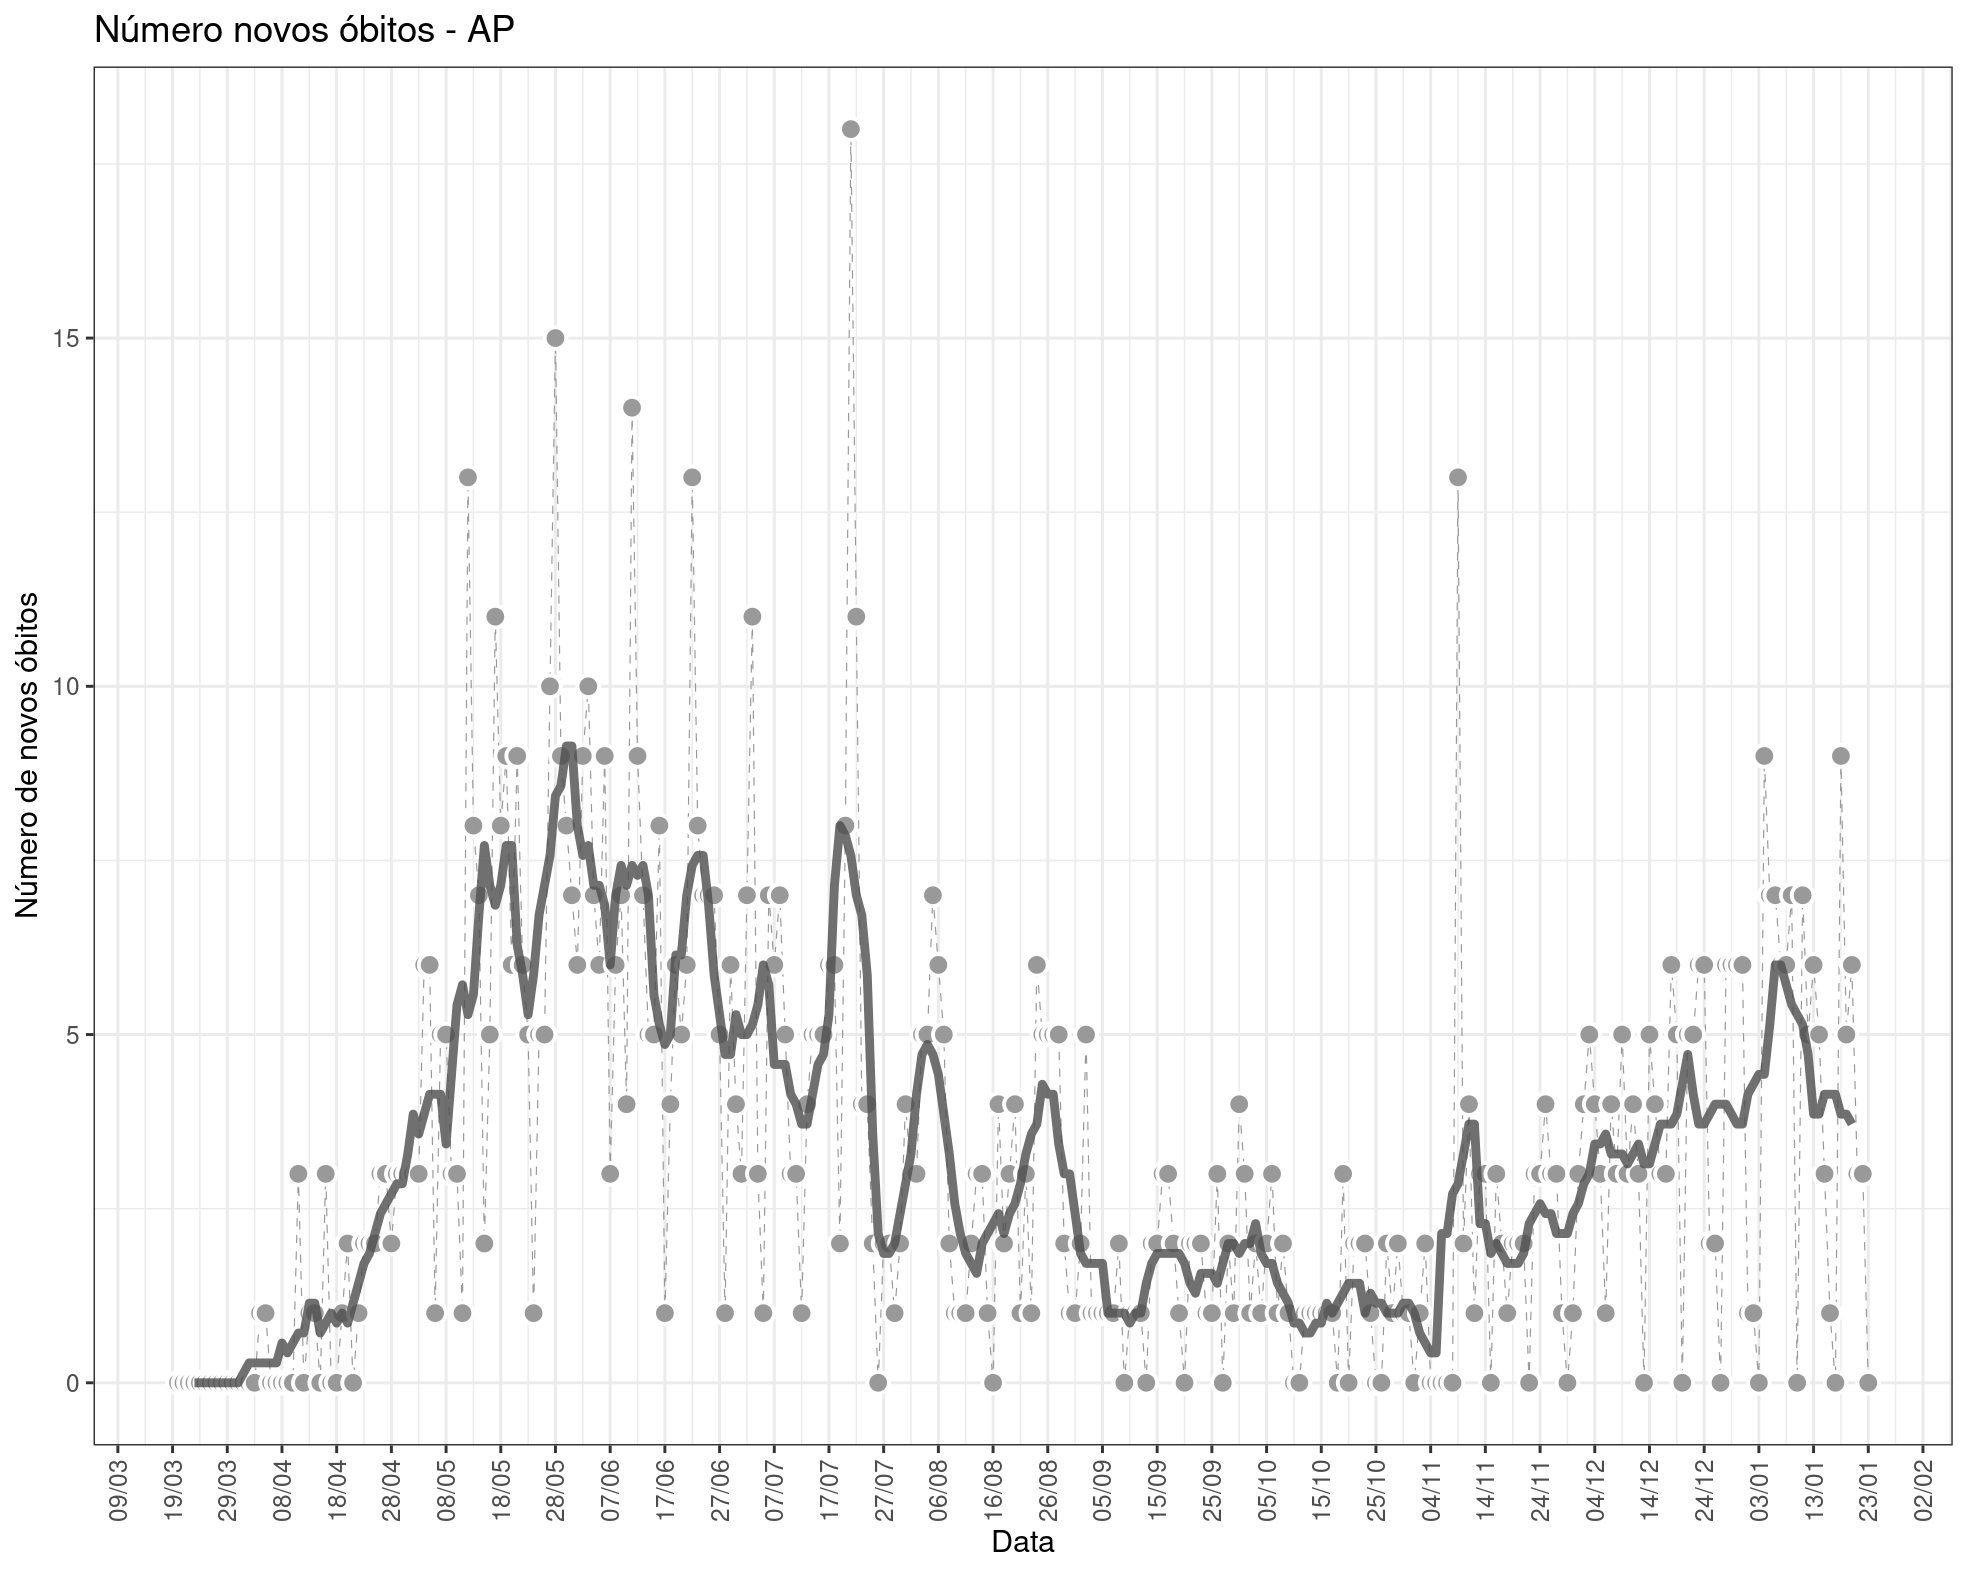 Número novos óbitos - AP
Número de novos óbitos
15
10
5
0
09/03 19/03 29/03 08/04 18/04 28/04 08/05 18/05 28/05 07/06 17/06 27/06 07/07 17/07 27/07 06/08 16/08 26/08 05/09 15/09 25/09 05/10 15/10 25/10 04/11 14/11 24/11 04/12 14/12 24/12 03/01 13/01 23/01 02/02
Data